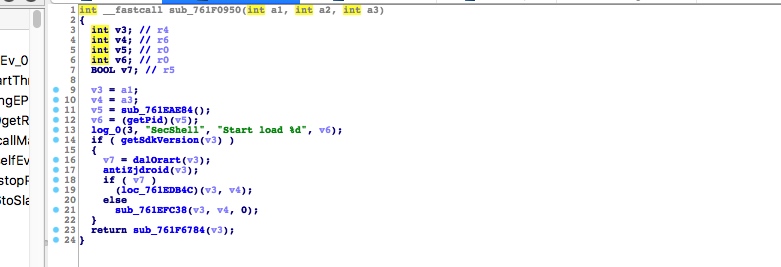 Ev_0
artThr
ngEP
0getR
callMa
elfEv
stopF
6toSla
1 int __fastcall sub_761F0950(int a1, int a2, int a3)
2 {
3 int v3; // r4
4 int v4; // r6
5 int v5; // r0
6 int v6; // r0
7 BOOL v7; // r5
8
9 v3 = a1;
10 v4 = a3;
11 v5 = sub_761EAE84();
12 v6 = (getPid)(v5);
13 log_0(3, "SecShell", "Start load %d", v6);
14 if ( getSdkVersion(v3) )
15 {
16 v7 = dalOrart(v3);
17 antiZjdroid(v3);
18 if ( v7 )
19 (loc_761EDB4C)(v3, v4);
20 else
21 sub_761EFC38(v3, v4, 0);
22 }
23 return sub_761F6784(v3);
24 }